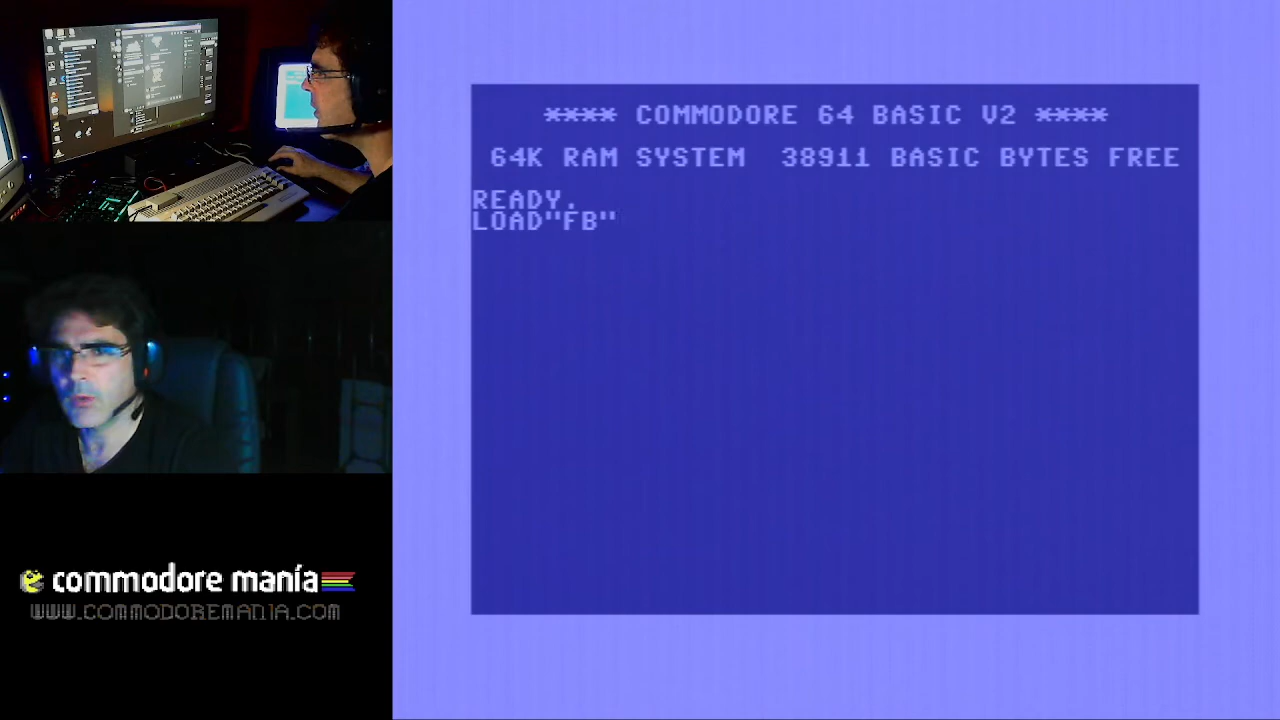 **** COMMODORE 64 BASIC V2 ****
64K RAM SYSTEM  38911 BASIC BYTES FREE
READY.
LOAD"FB"
commodore manía
WWW.COMMODOREMANIA.COM